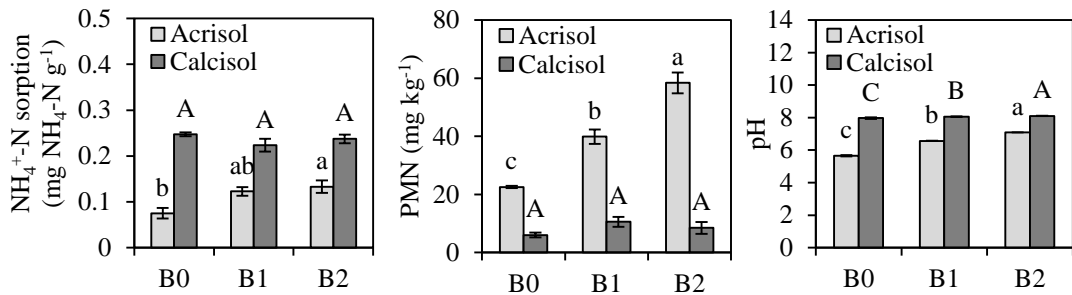 NH₄⁺-N sorption
(mg NH₄-N g⁻¹)
0.5
0.4
0.3
0.2
0.1
0
Acrisol
Calcisol
b
A
ab
A
a
A
B0 B1 B2
PMN (mg kg⁻¹)
80
60
40
20
0
Acrisol
Calcisol
c
A
b
A
a
A
B0 B1 B2
pH
14
12
10
8
6
4
2
0
Acrisol
Calcisol
c
C
b
B
a
A
B0 B1 B2